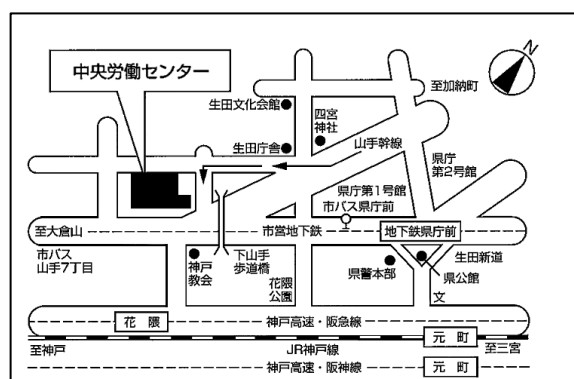 N
中央労働センター
至加納町
生田文化会館
四宮
神社
生田庁舎
山手幹線
県庁
第2号館
県庁第1号館
市バス県庁前
至大倉山
市営地下鉄
地下鉄県庁前
市バス
山手7丁目
神戸
教会
下山手
歩道橋
花隈
公園
県警本部
生田新道
県公館
文
花隈
神戸高速・阪急線
元町
至神戸
JR神戸線
至三宮
神戸高速・阪神線
元町